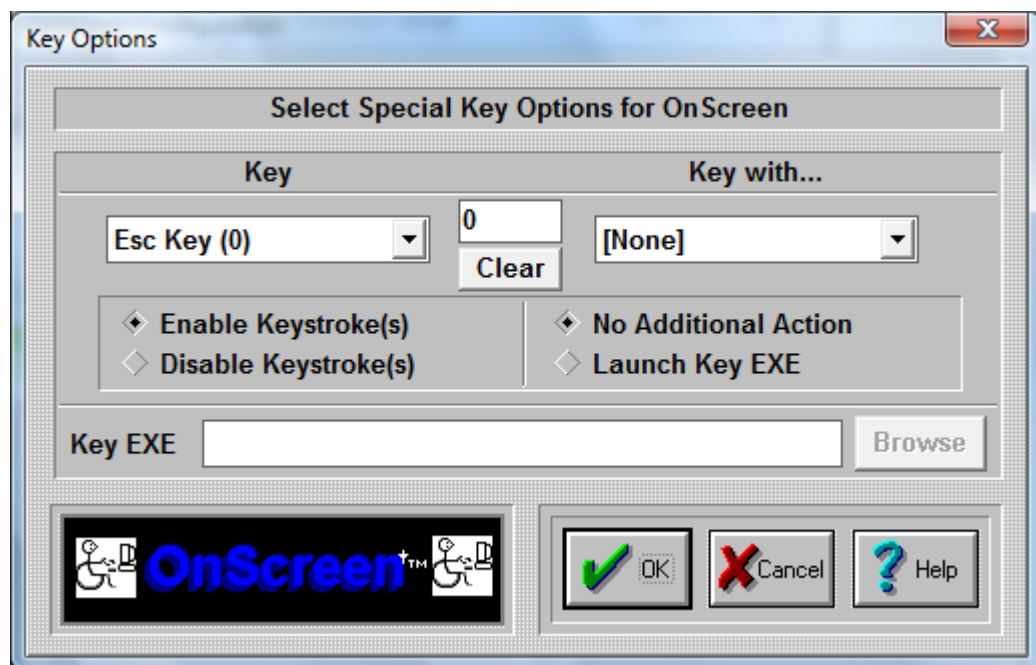 Key Options
Select Special Key Options for OnScreen
Key Key with...
Esc Key (0) 0 [None]
Clear
Enable Keystroke(s) No Additional Action
Disable Keystroke(s) Launch Key EXE
Key EXE Browse
OnScreen†™ OK Cancel Help